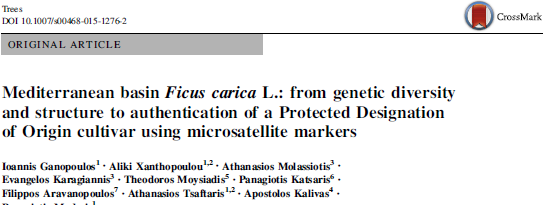 Trees
DOI 10.1007/s00468-015-1276-2
CrossMark
ORIGINAL ARTICLE
Mediterranean basin Ficus carica L.: from genetic diversity
and structure to authentication of a Protected Designation
of Origin cultivar using microsatellite markers
Ioannis Ganopoulos1 · Aliki Xanthopoulou1,2 · Athanasios Molassiotis3 ·
Evangelos Karagiannis3 · Theodoros Moysiadis5 · Panagiotis Katsaris6 ·
Filippos Aravanopoulos7 · Athanasios Tsaftaris1,2 · Apostolos Kalivas4 ·